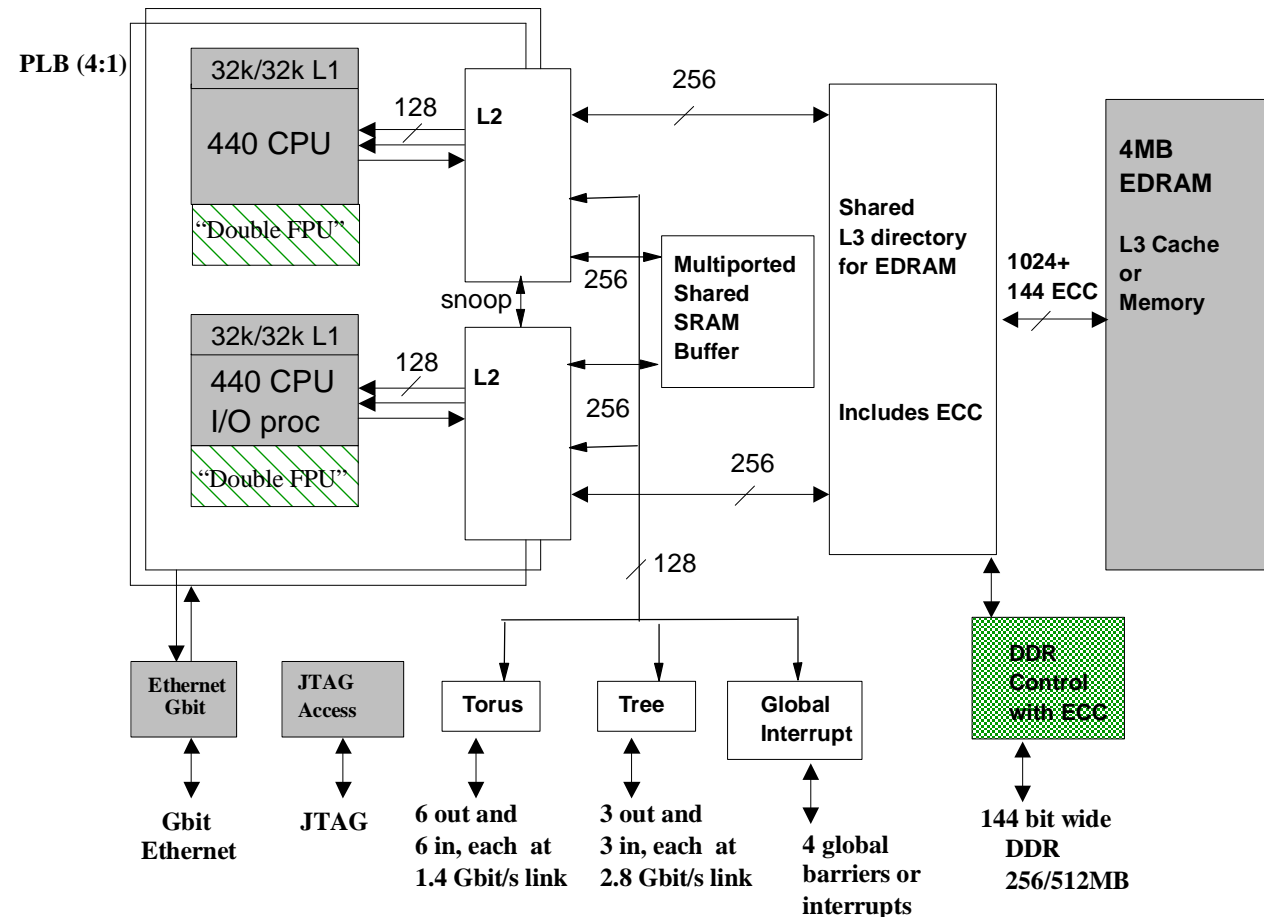 PLB (4:1)
32k/32k L1
440 CPU
“Double FPU”
128
L2
256
snoop
32k/32k L1
440 CPU
I/O proc
“Double FPU”
128
L2
256
256
256
Multiported
Shared
SRAM
Buffer
Shared
L3 directory
for EDRAM
Includes ECC
1024+
144 ECC
4MB
EDRAM
L3 Cache
or
Memory
128
Ethernet
Gbit
JTAG
Access
Torus
Tree
Global
Interrupt
DDR
Control
with ECC
Gbit
Ethernet
JTAG
6 out and
6 in, each at
1.4 Gbit/s link
3 out and
3 in, each at
2.8 Gbit/s link
4 global
barriers or
interrupts
144 bit wide
DDR
256/512MB